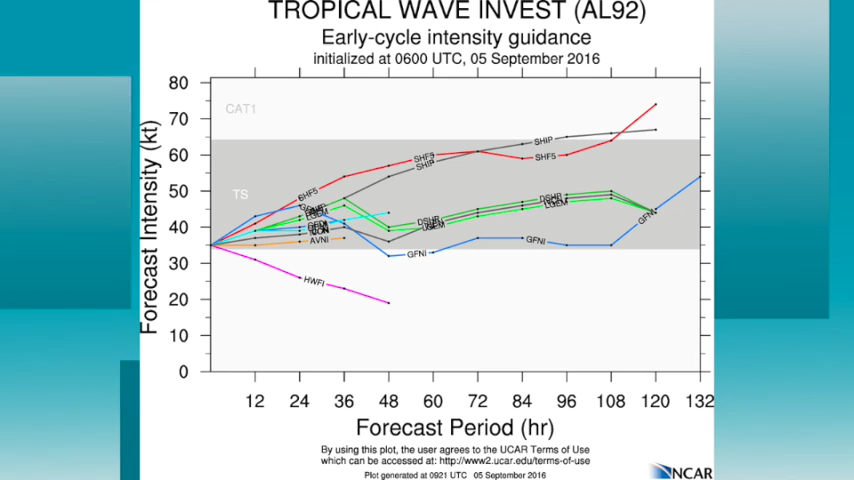 TROPICAL WAVE INVEST (AL92)
Early-cycle intensity guidance
initialized at 0600 UTC, 05 September 2016
80
70
60
50
40
30
20
10
0
Forecast Intensity (kt)
CAT1
TS
SHF5
SHF5
SHIP
SHIP
SHF5
DSHR
LGEM
DSHR
LGEM
LGEM
AVNI
GFNI
GFNI
GFNI
HWFI
12 24 36 48 60 72 84 96 108 120 132
Forecast Period (hr)
By using this plot, the user agrees to the UCAR Terms of Use
which can be accessed at: http://www2.ucar.edu/terms-of-use
Plot generated at 0921 UTC 05 September 2016
NCAR